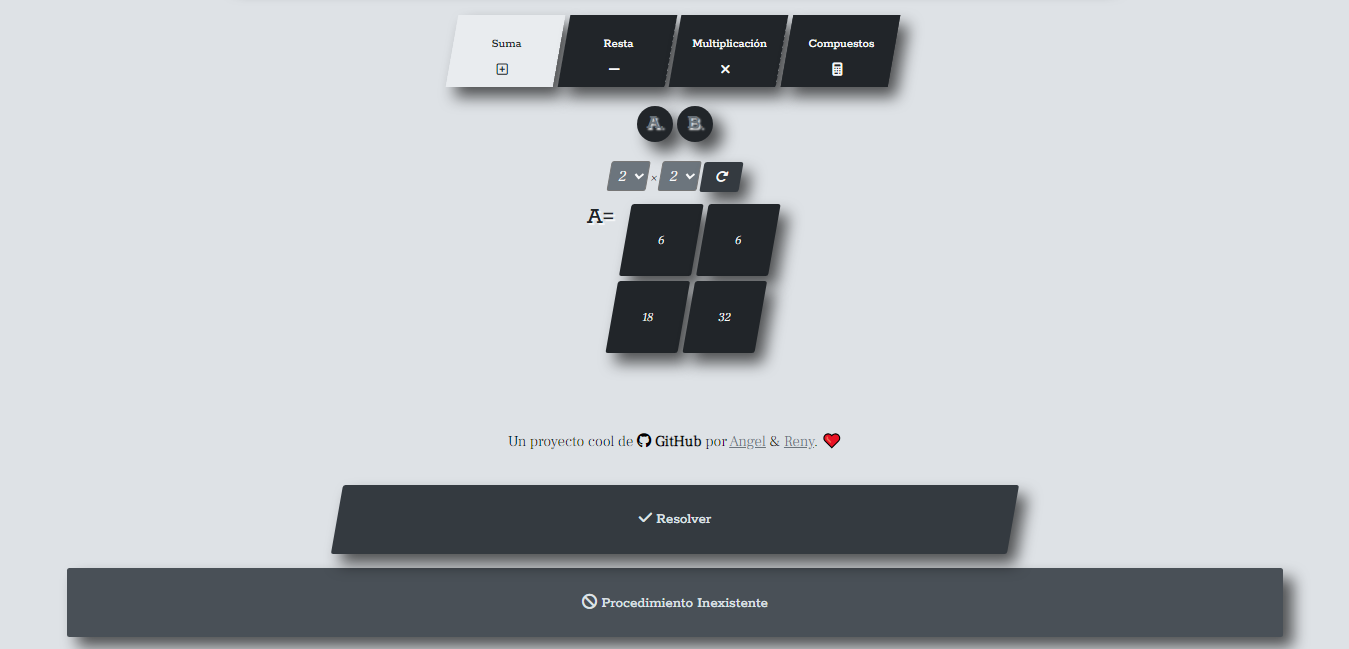 Suma Resta Multiplicación Compuestos
A. B.
2 × 2
A= 6 6
18 32
Un proyecto cool de GitHub por Angel & Reny.
Resolver
Procedimiento Inexistente